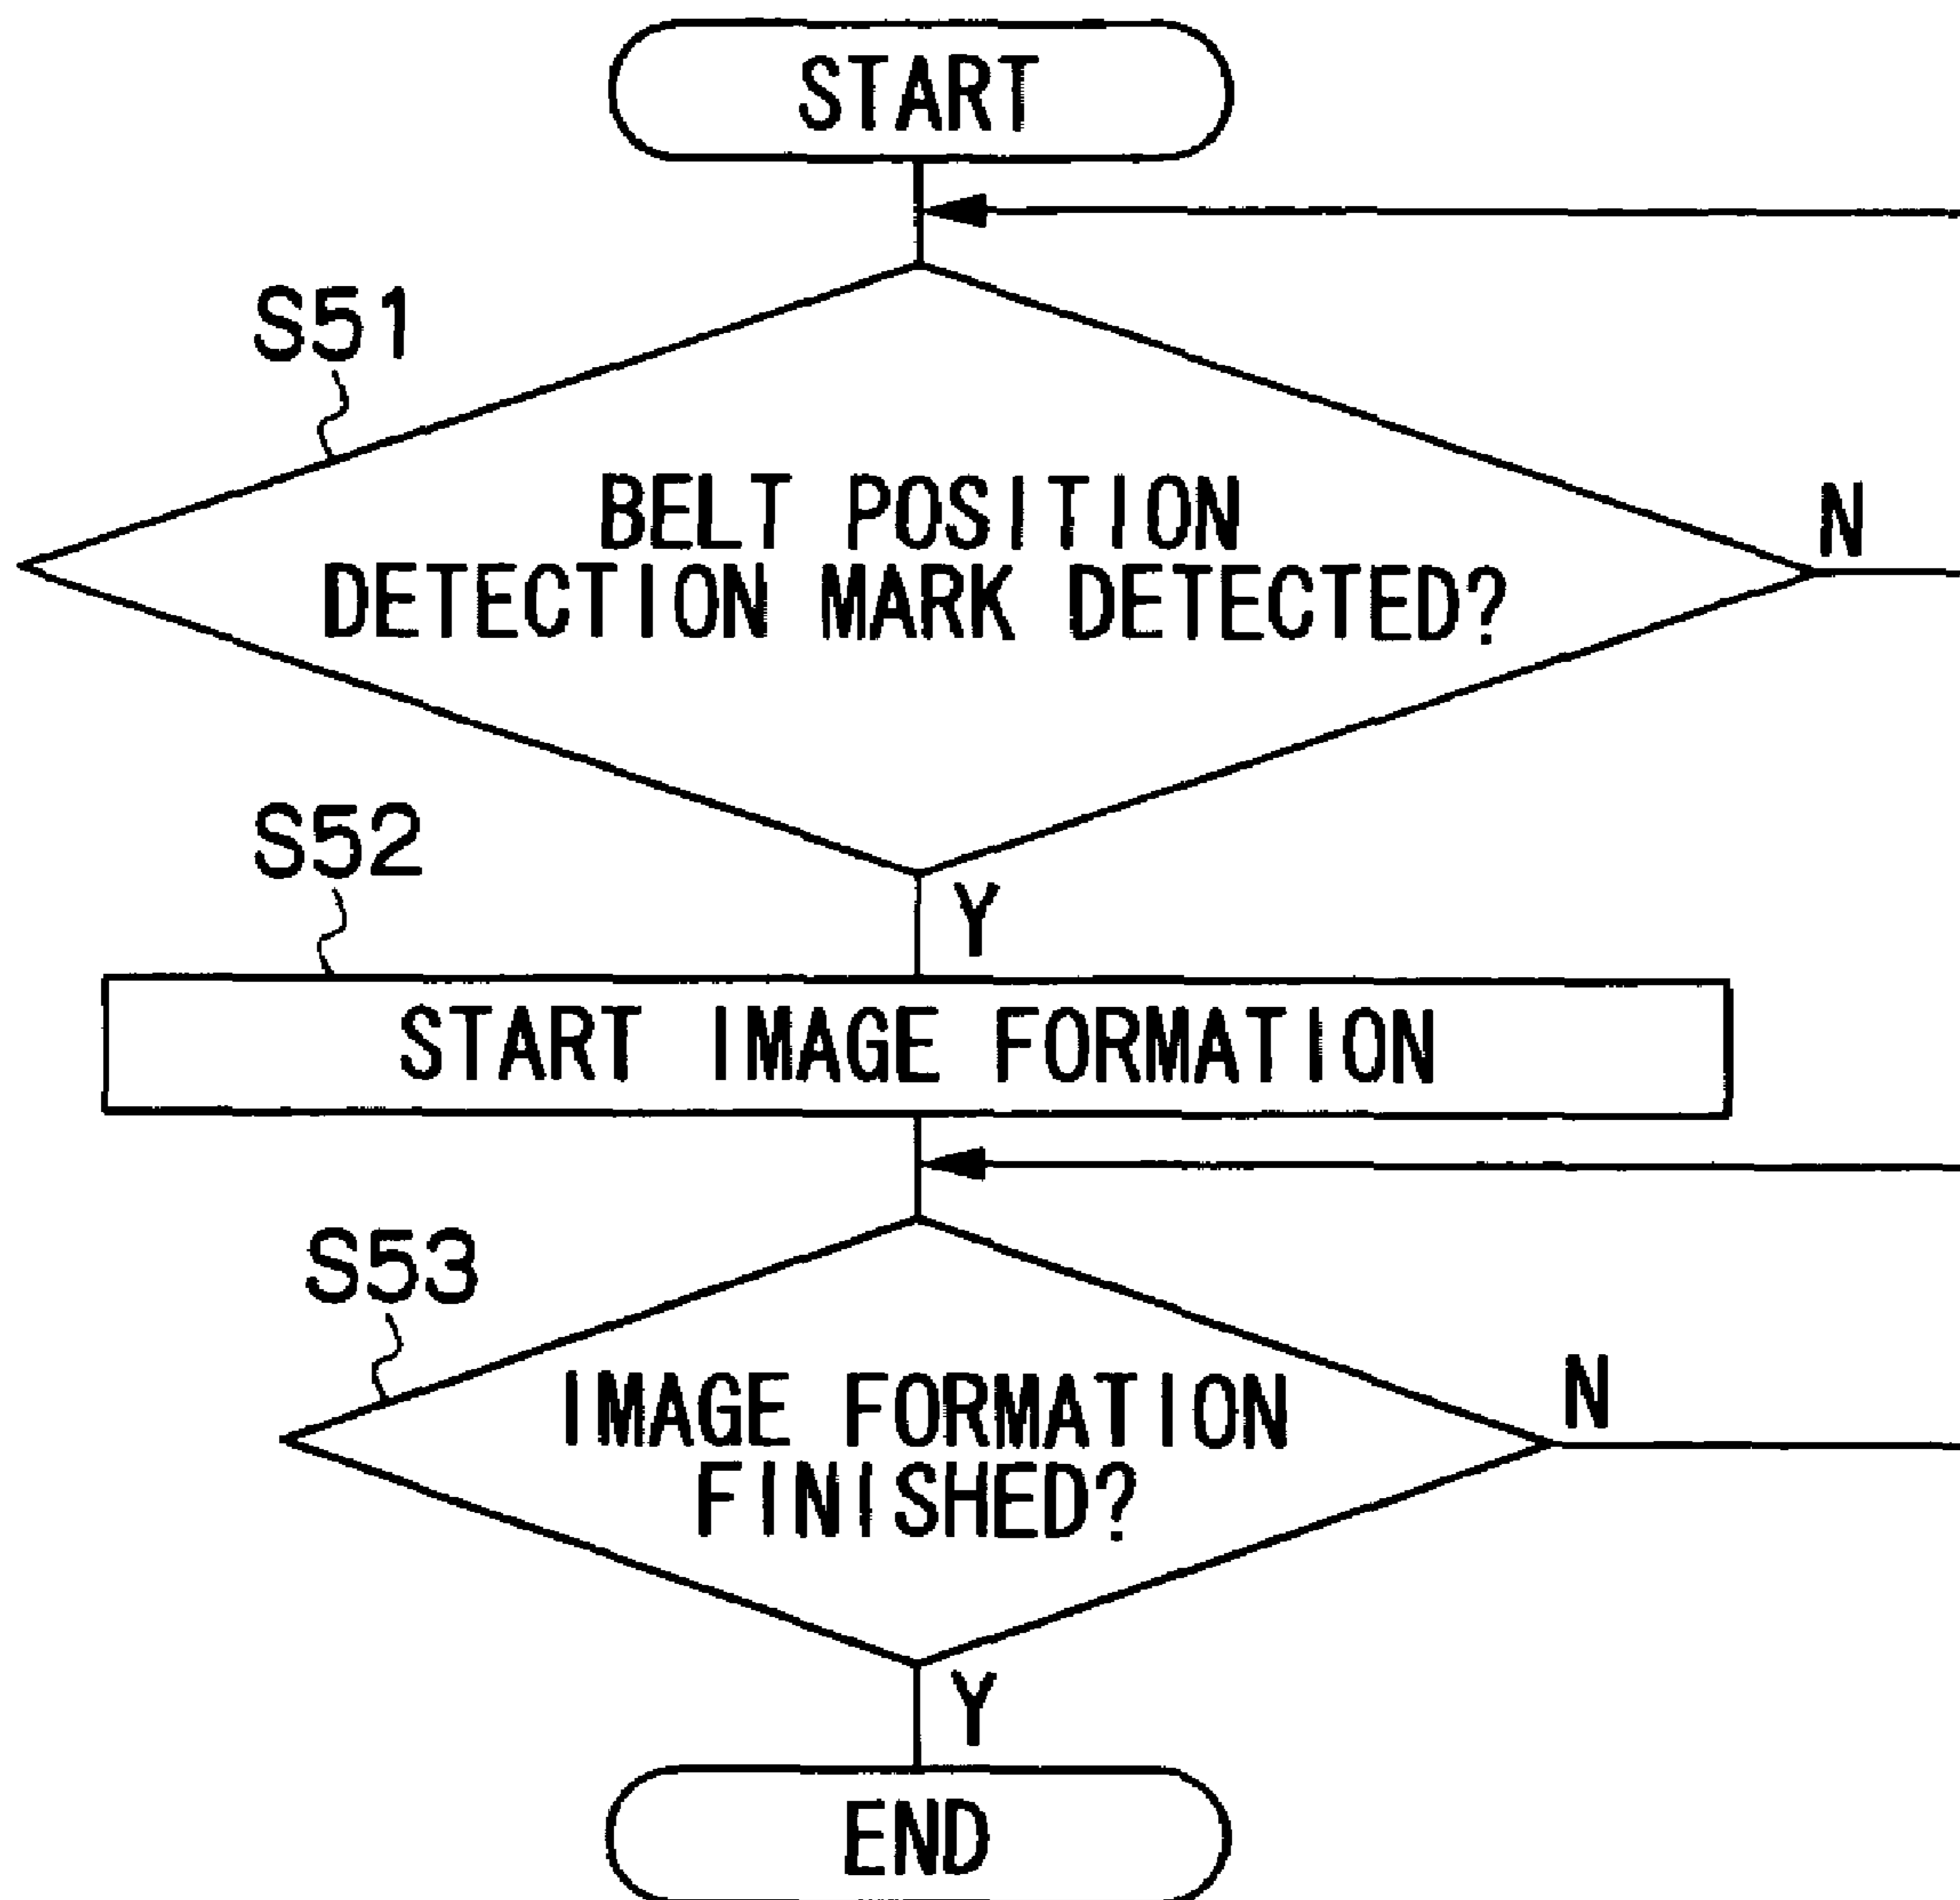 START
S51
BELT POSITION
DETECTION MARK DETECTED?
N
S52
Y
START IMAGE FORMATION
S53
IMAGE FORMATION
FINISHED?
N
Y
END